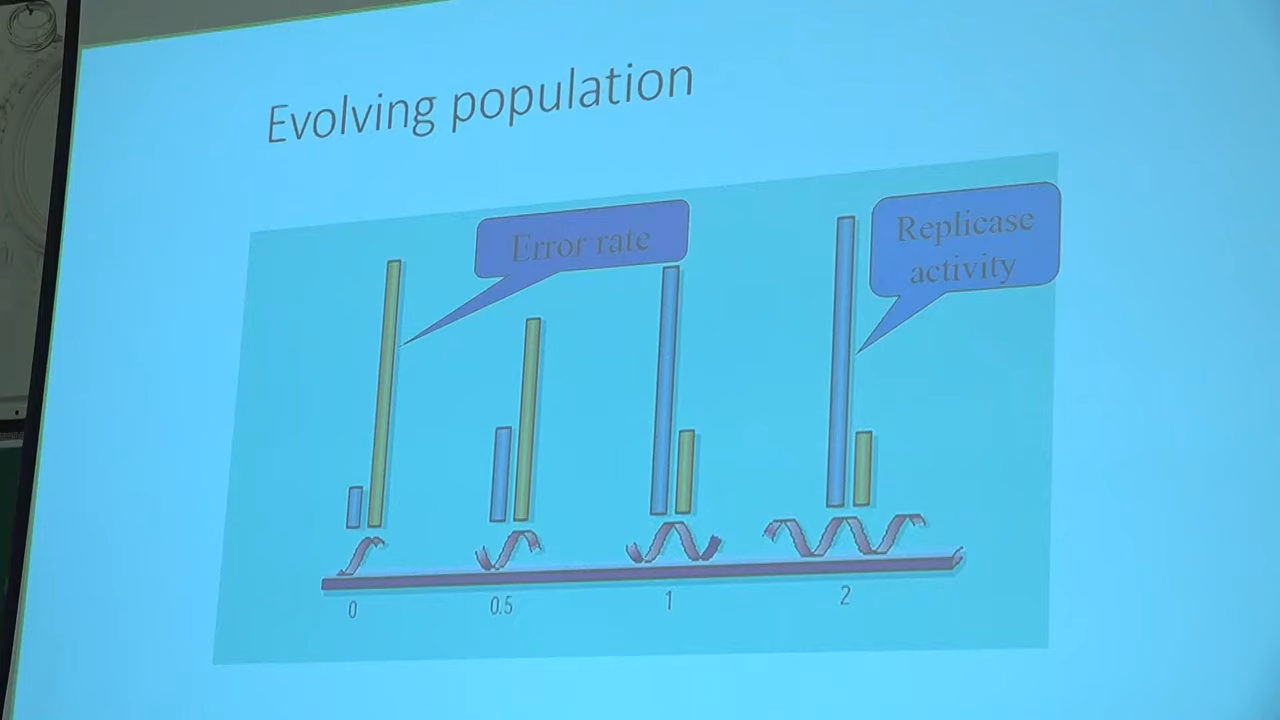 Evolving population
Error rate
Replicase
activity
0
0.5
1
2